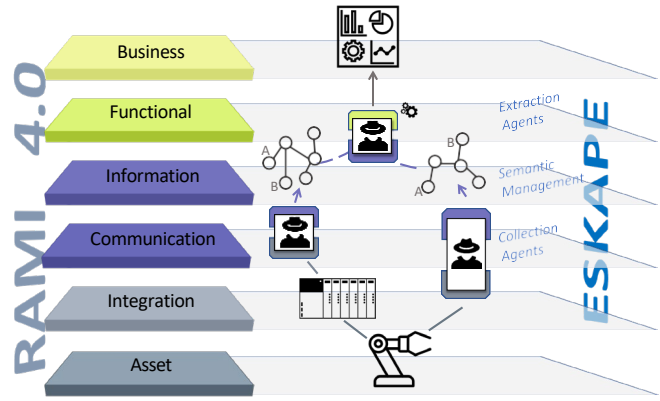 RAMI 4.0
Business
Functional
Information
Communication
Integration
Asset
Extraction
Agents
Semantic
Management
Collection
Agents
ESKAPE
A
B
A
B